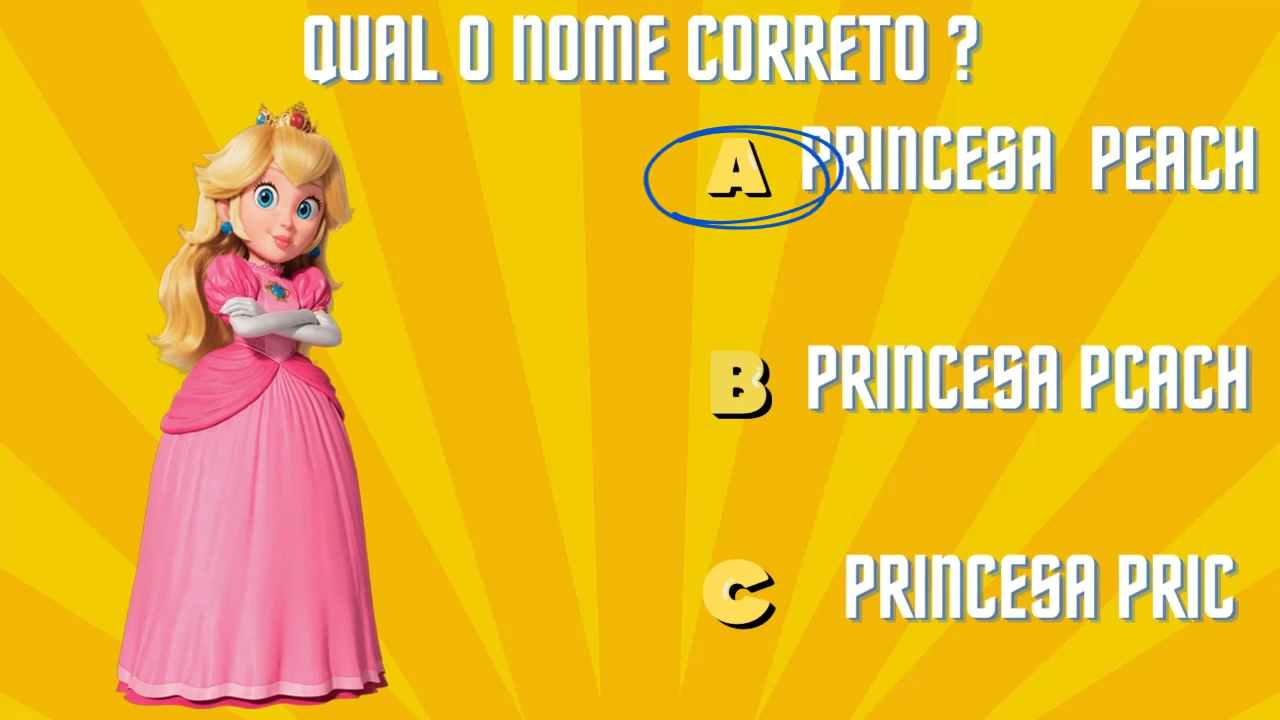 QUAL O NOME CORRETO ?
A PRINCESA PEACH
B PRINCESA PCACH
C PRINCESA PRIC